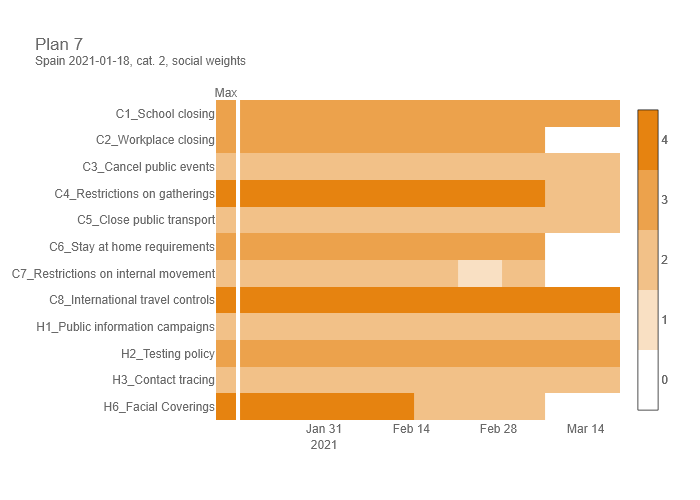 Plan 7
Spain 2021-01-18, cat. 2, social weights
Max
C1_School closing
C2_Workplace closing
C3_Cancel public events
C4_Restrictions on gatherings
C5_Close public transport
C6_Stay at home requirements
C7_Restrictions on internal movement
C8_International travel controls
H1_Public information campaigns
H2_Testing policy
H3_Contact tracing
H6_Facial Coverings
Jan 31 Feb 14 Feb 28 Mar 14
2021
4
3
2
1
0